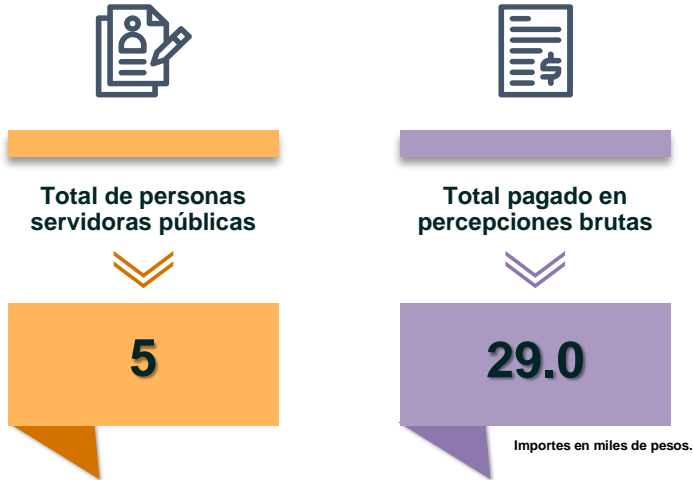 Total de personas
servidoras públicas
5
Total pagado en
percepciones brutas
29.0
Importes en miles de pesos.